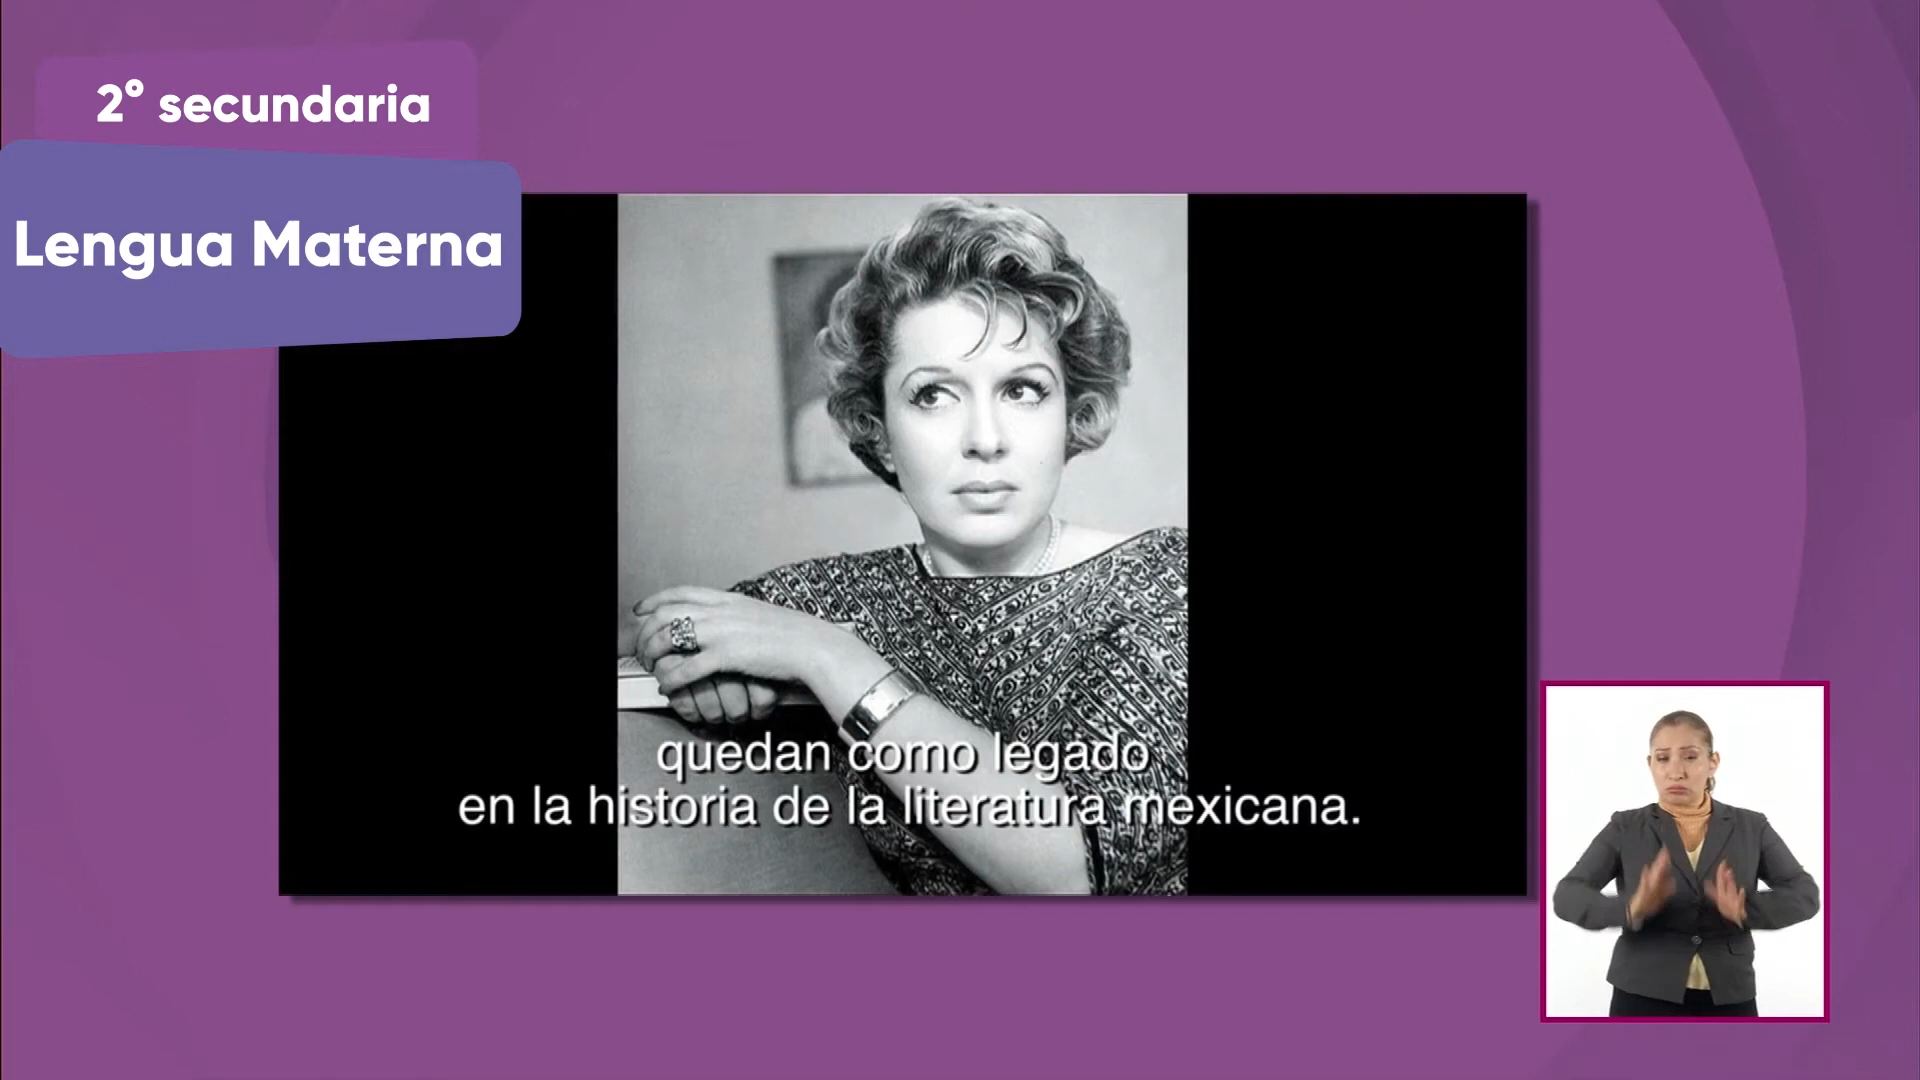 2° secundaria
Lengua Materna
quedan como legado
en la historia de la literatura mexicana.